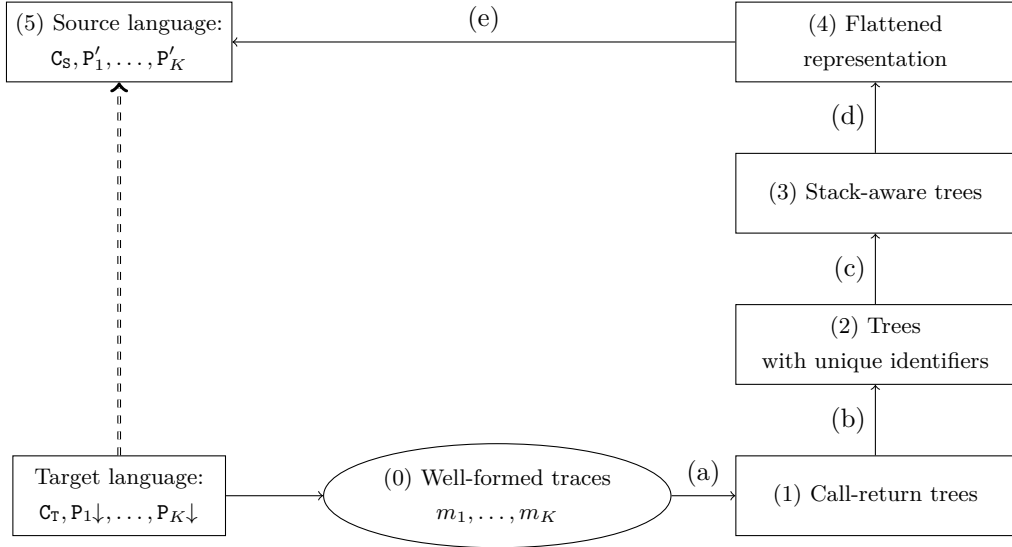 (5) Source language:
C_S, P′_1, . . . , P′_K
(e)
(4) Flattened
representation
(d)
(3) Stack-aware trees
(c)
(2) Trees
with unique identifiers
(b)
Target language:
C_T, P_1↓, . . . , P_K↓
(0) Well-formed traces
m_1, . . . , m_K
(a)
(1) Call-return trees